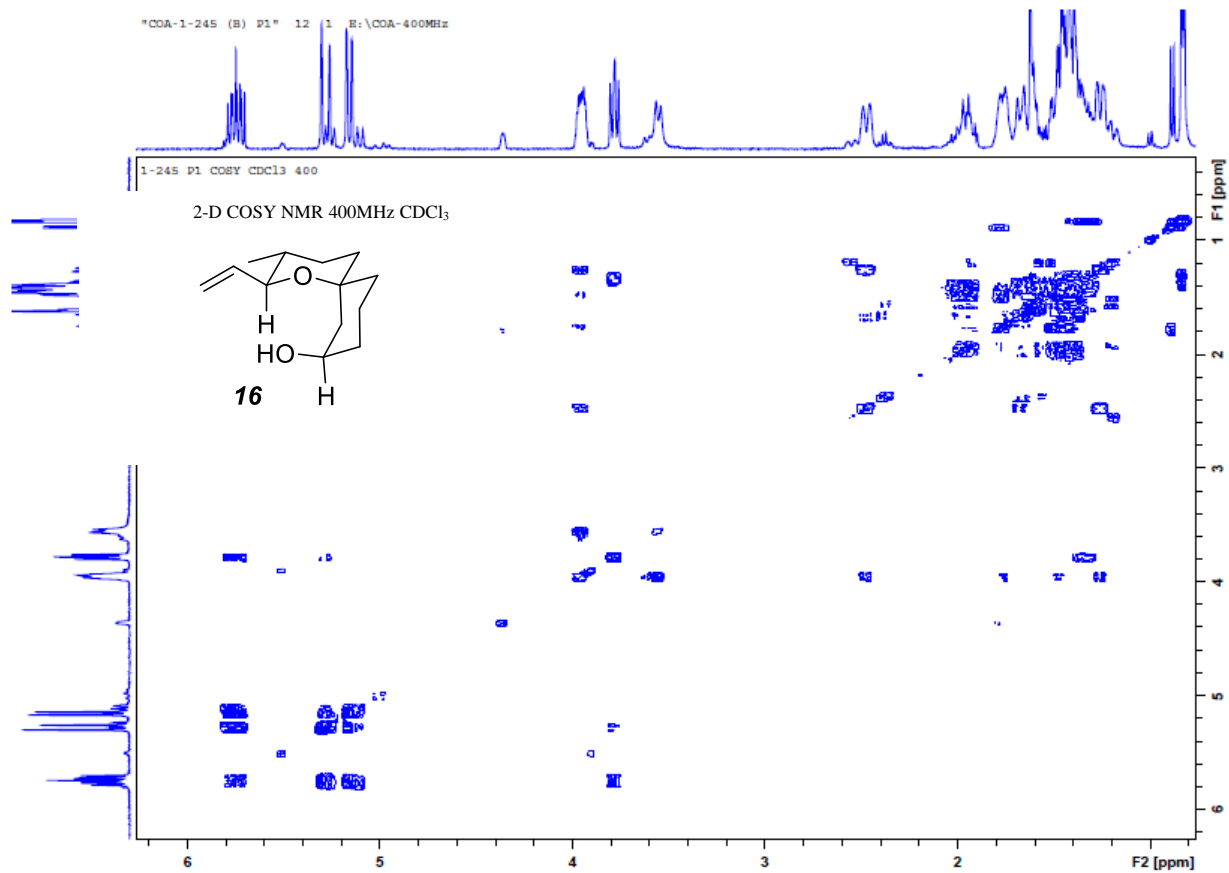 "COA-1-245 (B) P1" 12 1 E:\COA-400MHz
1-245 P1 COSY CDCl3 400
2-D COSY NMR 400MHz CDCl₃
O
H
HO
16
H
F1 [ppm]
1
2
3
4
5
6
6 5 4 3 2 F2 [ppm]